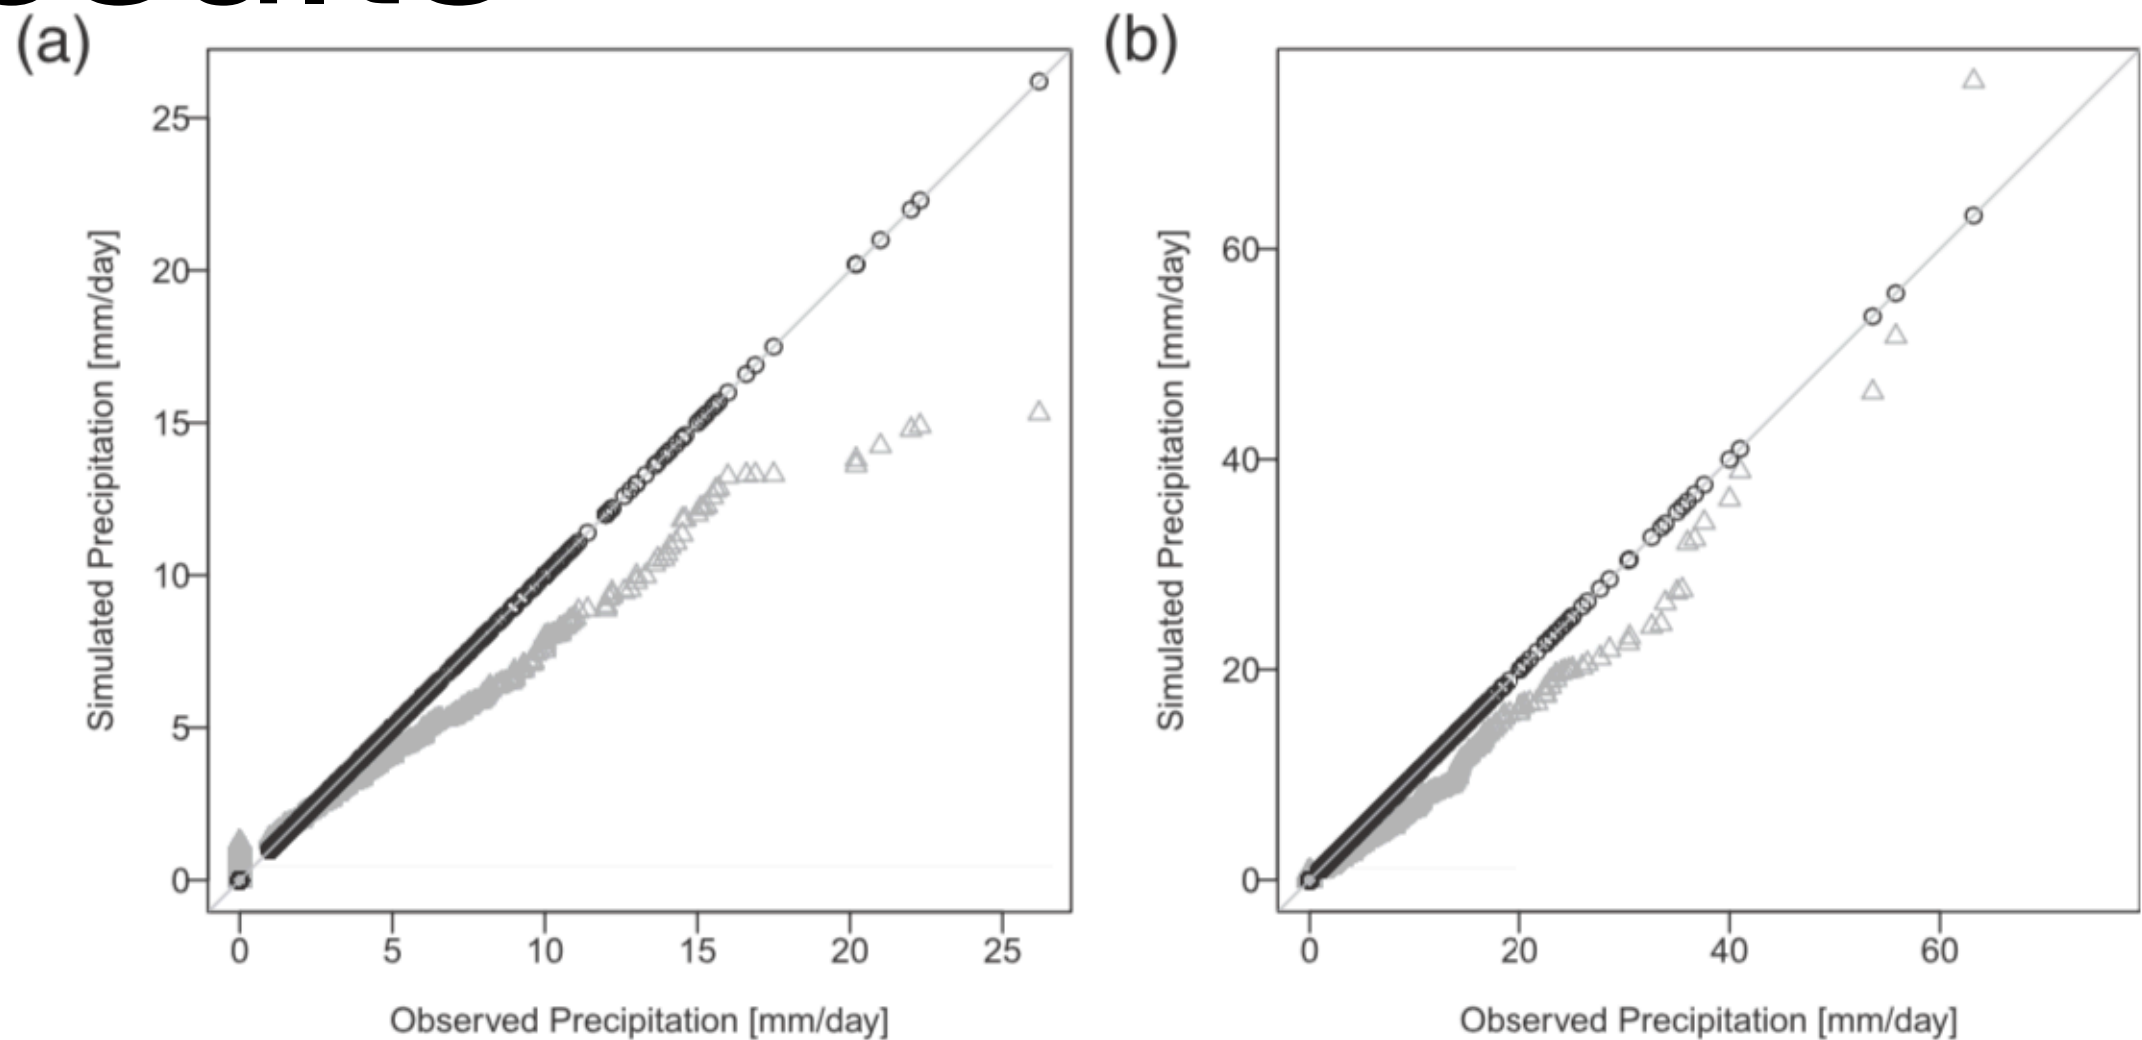 (a)
25
20
15
10
5
0
Simulated Precipitation [mm/day]
0 5 10 15 20 25
Observed Precipitation [mm/day]
(b)
60
40
20
0
Simulated Precipitation [mm/day]
0 20 40 60
Observed Precipitation [mm/day]